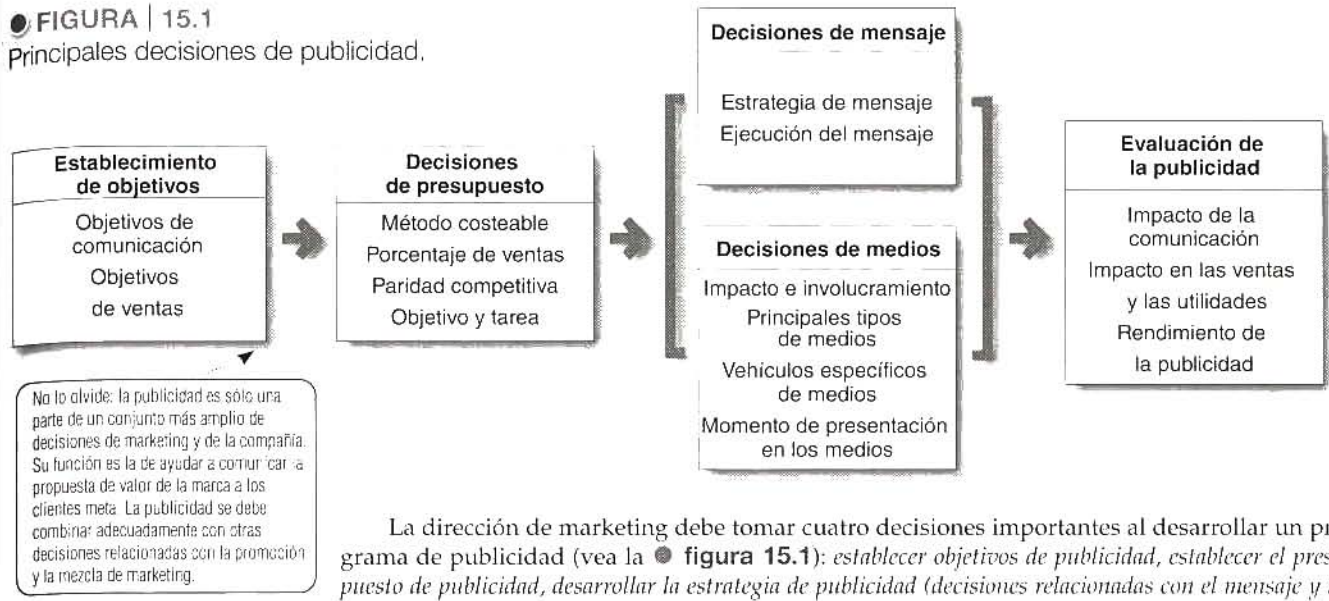 FIGURA | 15.1
Principales decisiones de publicidad.
Establecimiento
de objetivos
Objetivos de
comunicación
Objetivos
de ventas
No lo olvide: la publicidad es sólo una
parte de un conjunto más amplio de
decisiones de marketing y de la compañía.
Su función es la de ayudar a comunicar la
propuesta de valor de la marca a los
clientes meta. La publicidad se debe
combinar adecuadamente con otras
decisiones relacionadas con la promoción
y la mezcla de marketing.
Decisiones
de presupuesto
Método costeable
Porcentaje de ventas
Paridad competitiva
Objetivo y tarea
Decisiones de mensaje
Estrategia de mensaje
Ejecución del mensaje
Decisiones de medios
Impacto e involucramiento
Principales tipos
de medios
Vehículos específicos
de medios
Momento de presentación
en los medios
Evaluación de
la publicidad
Impacto de la
comunicación
Impacto en las ventas
y las utilidades
Rendimiento de
la publicidad
La dirección de marketing debe tomar cuatro decisiones importantes al desarrollar un pr
grama de publicidad (vea la figura 15.1): establecer objetivos de publicidad, establecer el pres
puesto de publicidad, desarrollar la estrategia de publicidad (decisiones relacionadas con el mensaje y